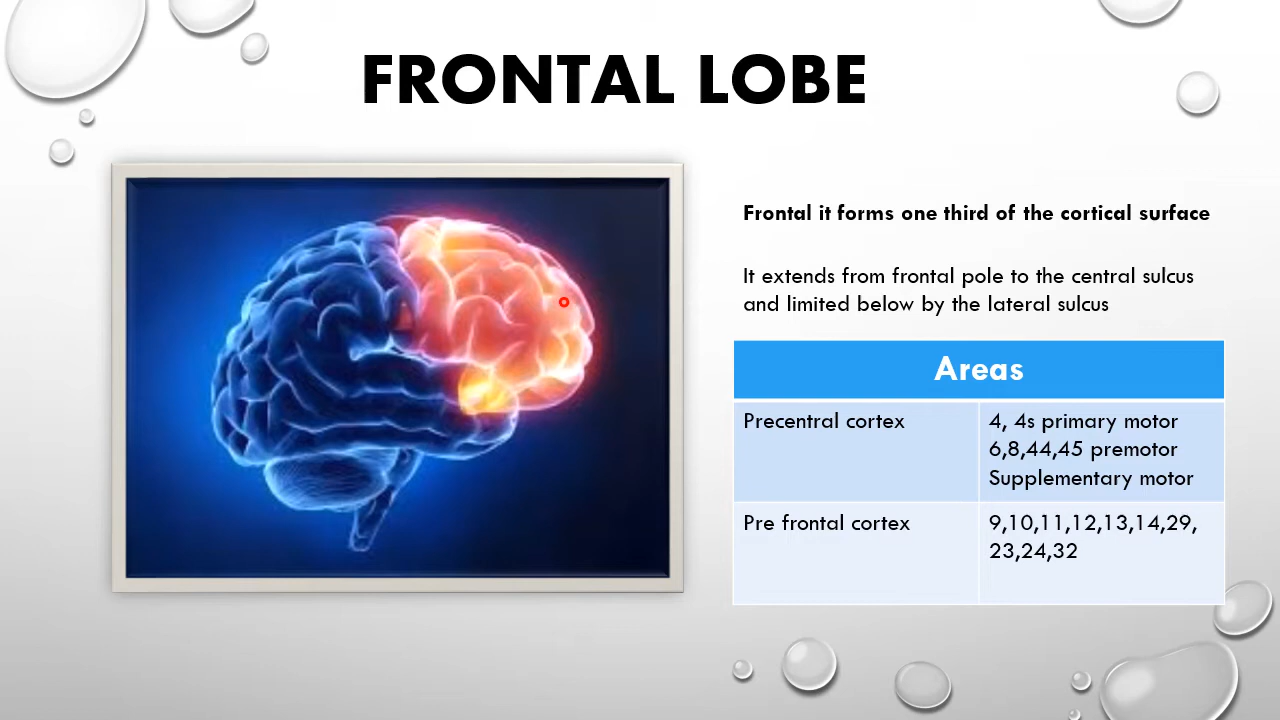 FRONTAL LOBE
Frontal it forms one third of the cortical surface
It extends from frontal pole to the central sulcus
and limited below by the lateral sulcus
Areas
Precentral cortex
4, 4s primary motor
6,8,44,45 premotor
Supplementary motor
Pre frontal cortex
9,10,11,12,13,14,29,
23,24,32